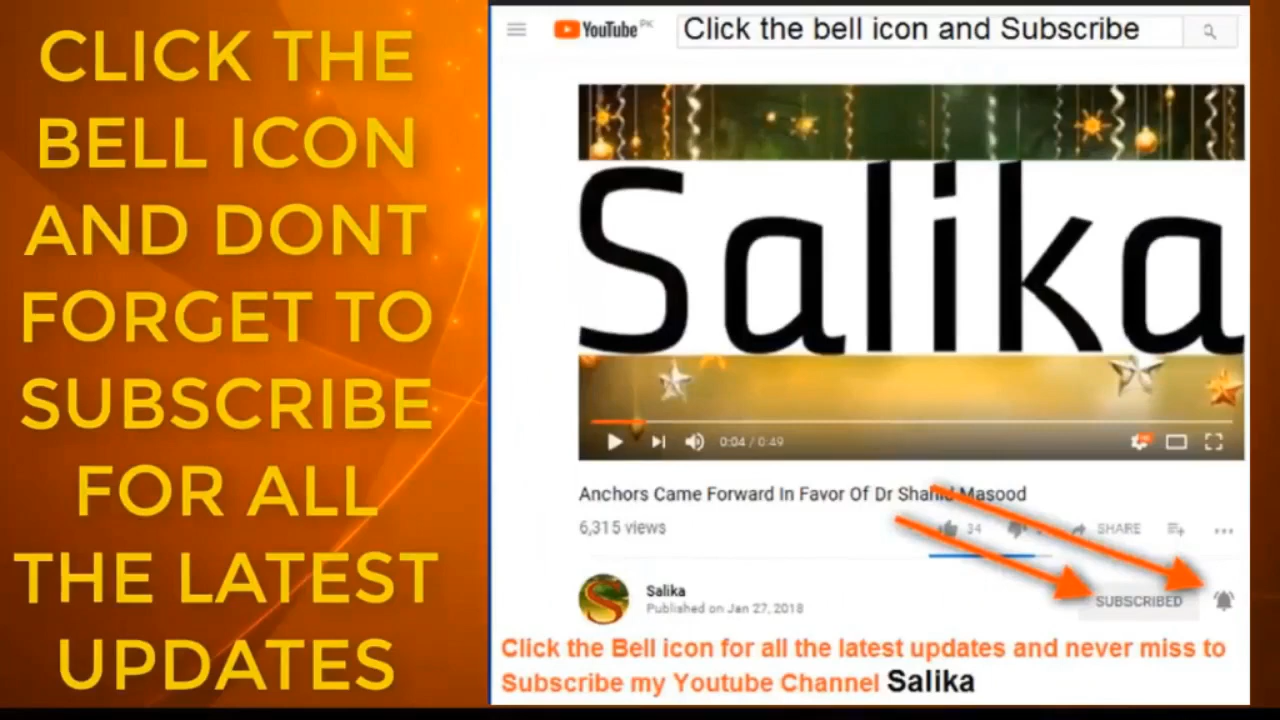 CLICK THE
BELL ICON
AND DONT
FORGET TO
SUBSCRIBE
FOR ALL
THE LATEST
UPDATES
YouTube PK
Click the bell icon and Subscribe
Salika
0:04 / 0:49
Anchors Came Forward In Favor Of Dr Shahid Masood
6,315 views
34
SHARE
Salika
Published on Jan 27, 2018
SUBSCRIBED
Click the Bell icon for all the latest updates and never miss to
Subscribe my Youtube Channel Salika